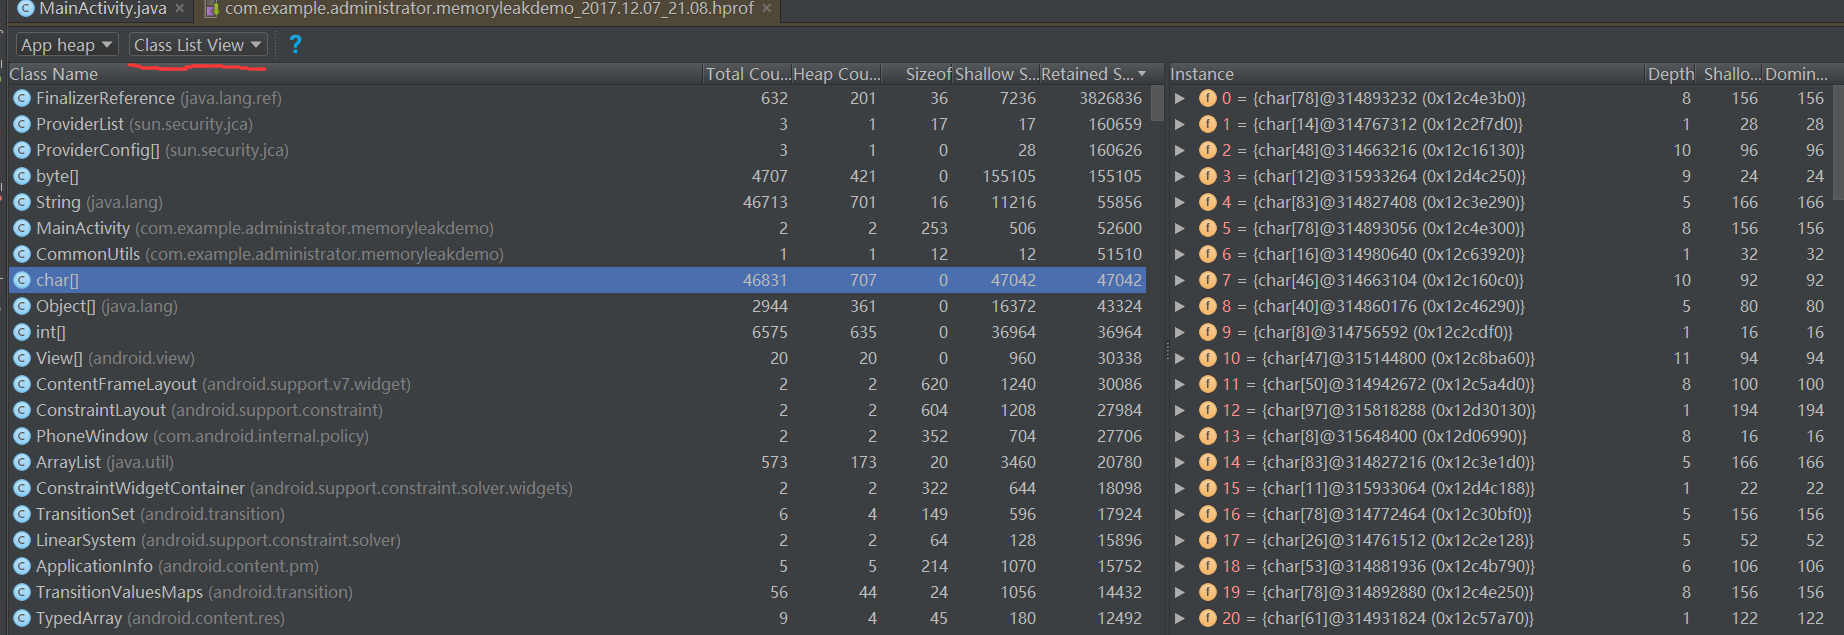 MainActivity.java × com.example.administrator.memoryleakdemo_2017.12.07_21.08.hprof ×
App heap Class List View ?
Class Name Total Cou... Heap Cou... Sizeof Shallow S... Retained S... Instance Depth Shallo... Domin...
FinalizerReference (java.lang.ref) 632 201 36 7236 3826836 0 = {char[78]@314893232 (0x12c4e3b0)} 8 156 156
ProviderList (sun.security.jca) 3 1 17 17 160659 1 = {char[14]@314767312 (0x12c2f7d0)} 1 28 28
ProviderConfig[] (sun.security.jca) 3 1 0 28 160626 2 = {char[48]@314663216 (0x12c16130)} 10 96 96
byte[] 4707 421 0 155105 155105 3 = {char[12]@315933264 (0x12d4c250)} 9 24 24
String (java.lang) 46713 701 16 11216 55856 4 = {char[83]@314827408 (0x12c3e290)} 5 166 166
MainActivity (com.example.administrator.memoryleakdemo) 2 2 253 506 52600 5 = {char[78]@314893056 (0x12c4e300)} 8 156 156
CommonUtils (com.example.administrator.memoryleakdemo) 1 1 12 12 51510 6 = {char[16]@314980640 (0x12c63920)} 1 32 32
char[] 46831 707 0 47042 47042 7 = {char[46]@314663104 (0x12c160c0)} 10 92 92
Object[] (java.lang) 2944 361 0 16372 43324 8 = {char[40]@314860176 (0x12c46290)} 5 80 80
int[] 6575 635 0 36964 36964 9 = {char[8]@314756592 (0x12c2cdf0)} 1 16 16
View[] (android.view) 20 20 0 960 30338 10 = {char[47]@315144800 (0x12c8ba60)} 11 94 94
ContentFrameLayout (android.support.v7.widget) 2 2 620 1240 30086 11 = {char[50]@314942672 (0x12c5a4d0)} 8 100 100
ConstraintLayout (android.support.constraint) 2 2 604 1208 27984 12 = {char[97]@315818288 (0x12d30130)} 1 194 194
PhoneWindow (com.android.internal.policy) 2 2 352 704 27706 13 = {char[8]@315648400 (0x12d06990)} 8 16 16
ArrayList (java.util) 573 173 20 3460 20780 14 = {char[83]@314827216 (0x12c3e1d0)} 5 166 166
ConstraintWidgetContainer (android.support.constraint.solver.widgets) 2 2 322 644 18098 15 = {char[11]@315933064 (0x12d4c188)} 1 22 22
TransitionSet (android.transition) 6 4 149 596 17924 16 = {char[78]@314772464 (0x12c30bf0)} 5 156 156
LinearSystem (android.support.constraint.solver) 2 2 64 128 15896 17 = {char[26]@314761512 (0x12c2e128)} 5 52 52
ApplicationInfo (android.content.pm) 5 5 214 1070 15752 18 = {char[53]@314881936 (0x12c4b790)} 6 106 106
TransitionValuesMaps (android.transition) 56 44 24 1056 14432 19 = {char[78]@314892880 (0x12c4e250)} 8 156 156
TypedArray (android.content.res) 9 4 45 180 12492 20 = {char[61]@314931824 (0x12c57a70)} 1 122 122